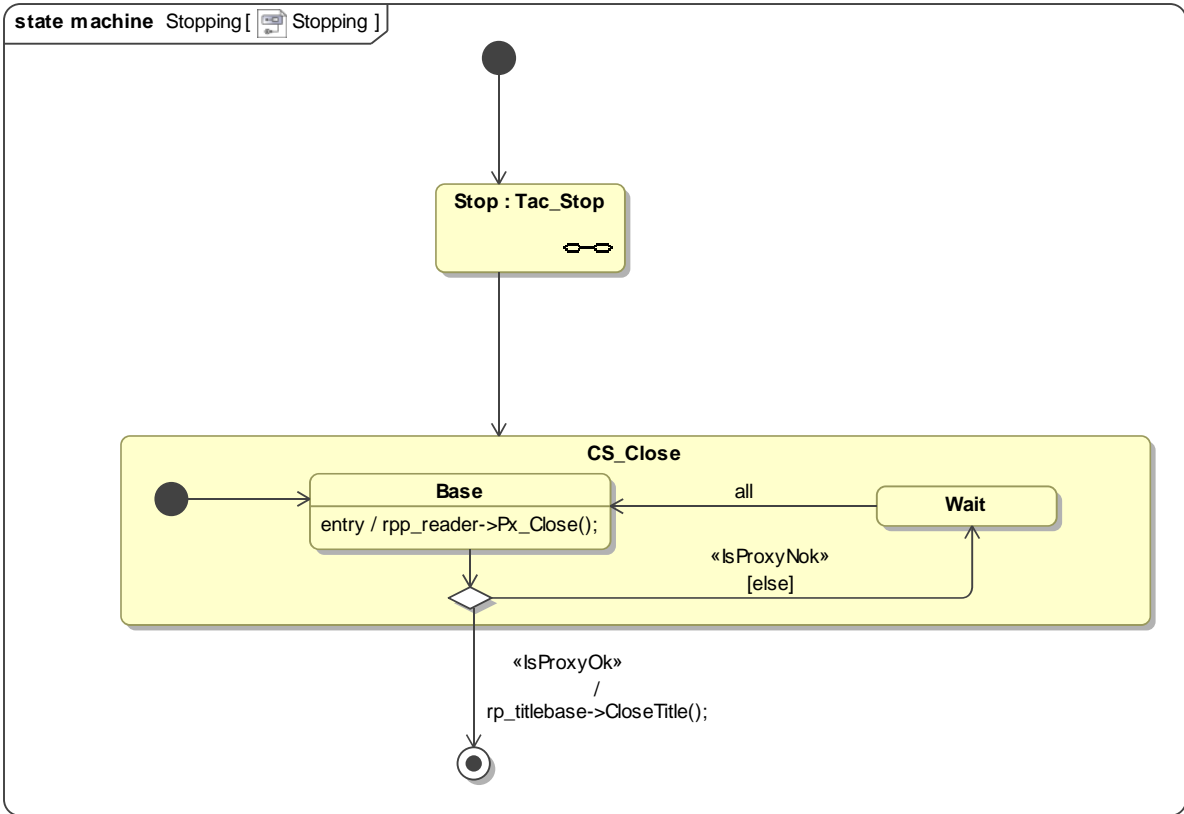 state machine Stopping [ Stopping ]
Stop : Tac_Stop
CS_Close
Base
entry / rpp_reader->Px_Close();
all
Wait
«IsProxyNok»
[else]
«IsProxyOk»
/
rp_titlebase->CloseTitle();